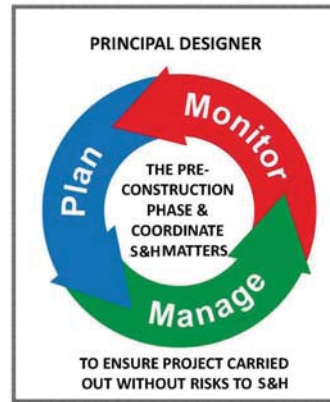 PRINCIPAL DESIGNER
Plan
Monitor
Manage
THE PRE-
CONSTRUCTION
PHASE &
COORDINATE
S&H MATTERS
TO ENSURE PROJECT CARRIED
OUT WITHOUT RISKS TO S&H